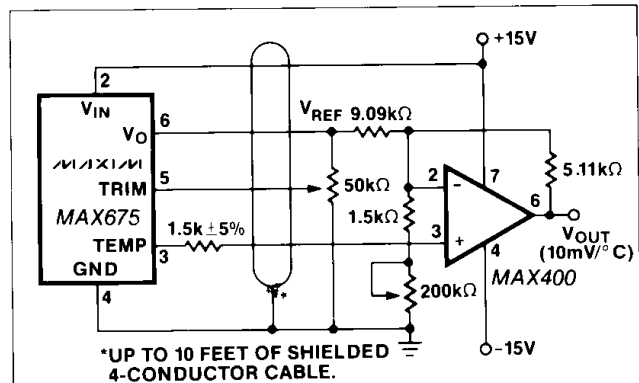 +15V
2
VIN
VO
6
VREF
9.09kΩ
MAXIM
TRIM
5
MAX675
TEMP
3
1.5k ±5%
GND
4
50kΩ
2
−
1.5kΩ
3
+
7
6
4
5.11kΩ
VOUT
(10mV/°C)
MAX400
200kΩ
-15V
*
*UP TO 10 FEET OF SHIELDED
4-CONDUCTOR CABLE.